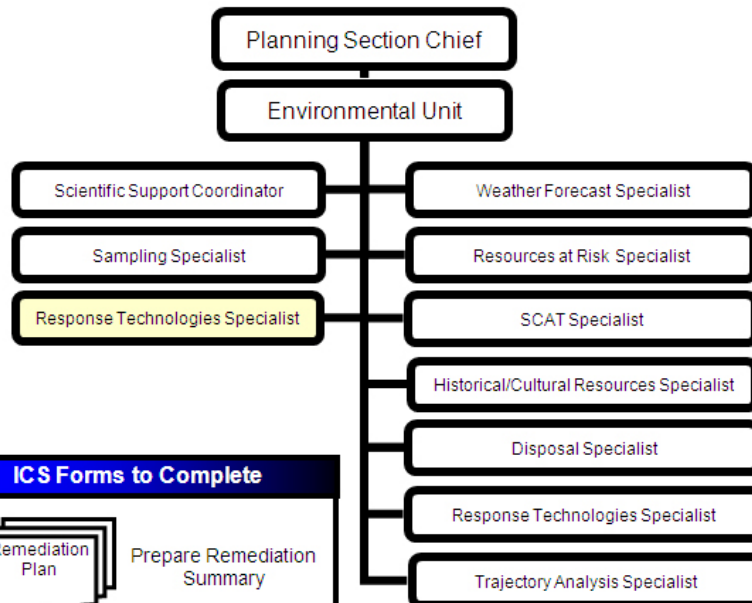 Planning Section Chief
Environmental Unit
Scientific Support Coordinator
Weather Forecast Specialist
Sampling Specialist
Resources at Risk Specialist
Response Technologies Specialist
SCAT Specialist
Historical/Cultural Resources Specialist
Disposal Specialist
Response Technologies Specialist
Trajectory Analysis Specialist
ICS Forms to Complete
emediation
Plan
Prepare Remediation
Summary